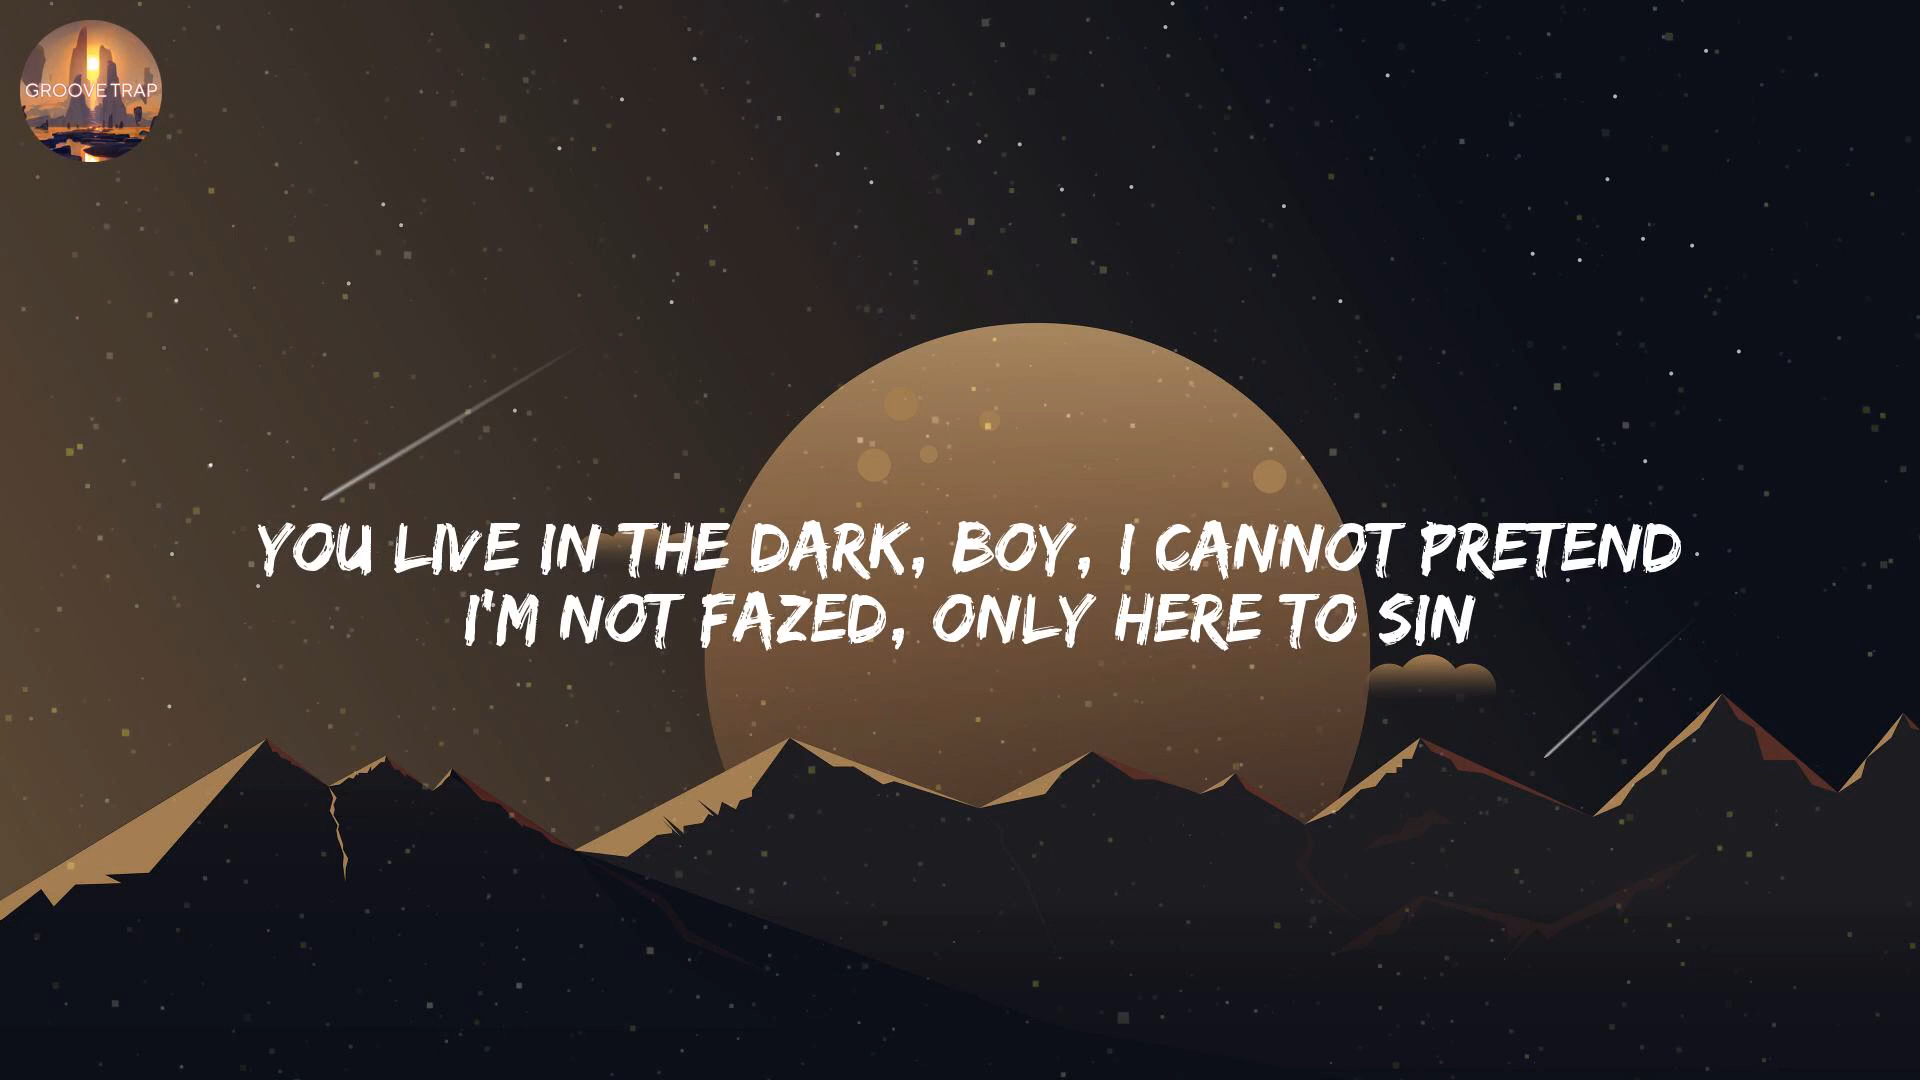 GROOVE TRAP
YOU LIVE IN THE DARK, BOY, I CANNOT PRETEND
I'M NOT FAZED, ONLY HERE TO SIN